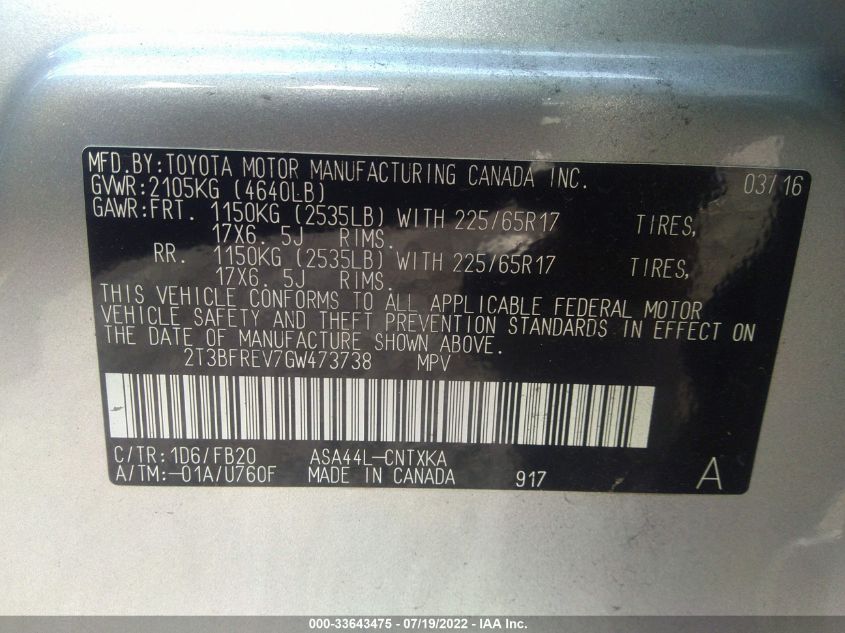 MFD.BY:TOYOTA MOTOR MANUFACTURING CANADA INC. 03/16
GVWR:2105KG (4640LB)
GAWR:FRT. 1150KG (2535LB) WITH 225/65R17 TIRES,
17X6. 5J RIMS.
RR. 1150KG (2535LB) WITH 225/65R17 TIRES,
17X6. 5J RIMS.
THIS VEHICLE CONFORMS TO ALL APPLICABLE FEDERAL MOTOR
VEHICLE SAFETY AND THEFT PREVENTION STANDARDS IN EFFECT ON
THE DATE OF MANUFACTURE SHOWN ABOVE.
2T3BFREV7GW473738 MPV
C/TR:1D6/FB20 ASA44L-CNTXKA
A/TM:-01A/U760F MADE IN CANADA 917 A
000-33643475 - 07/19/2022 - IAA Inc.